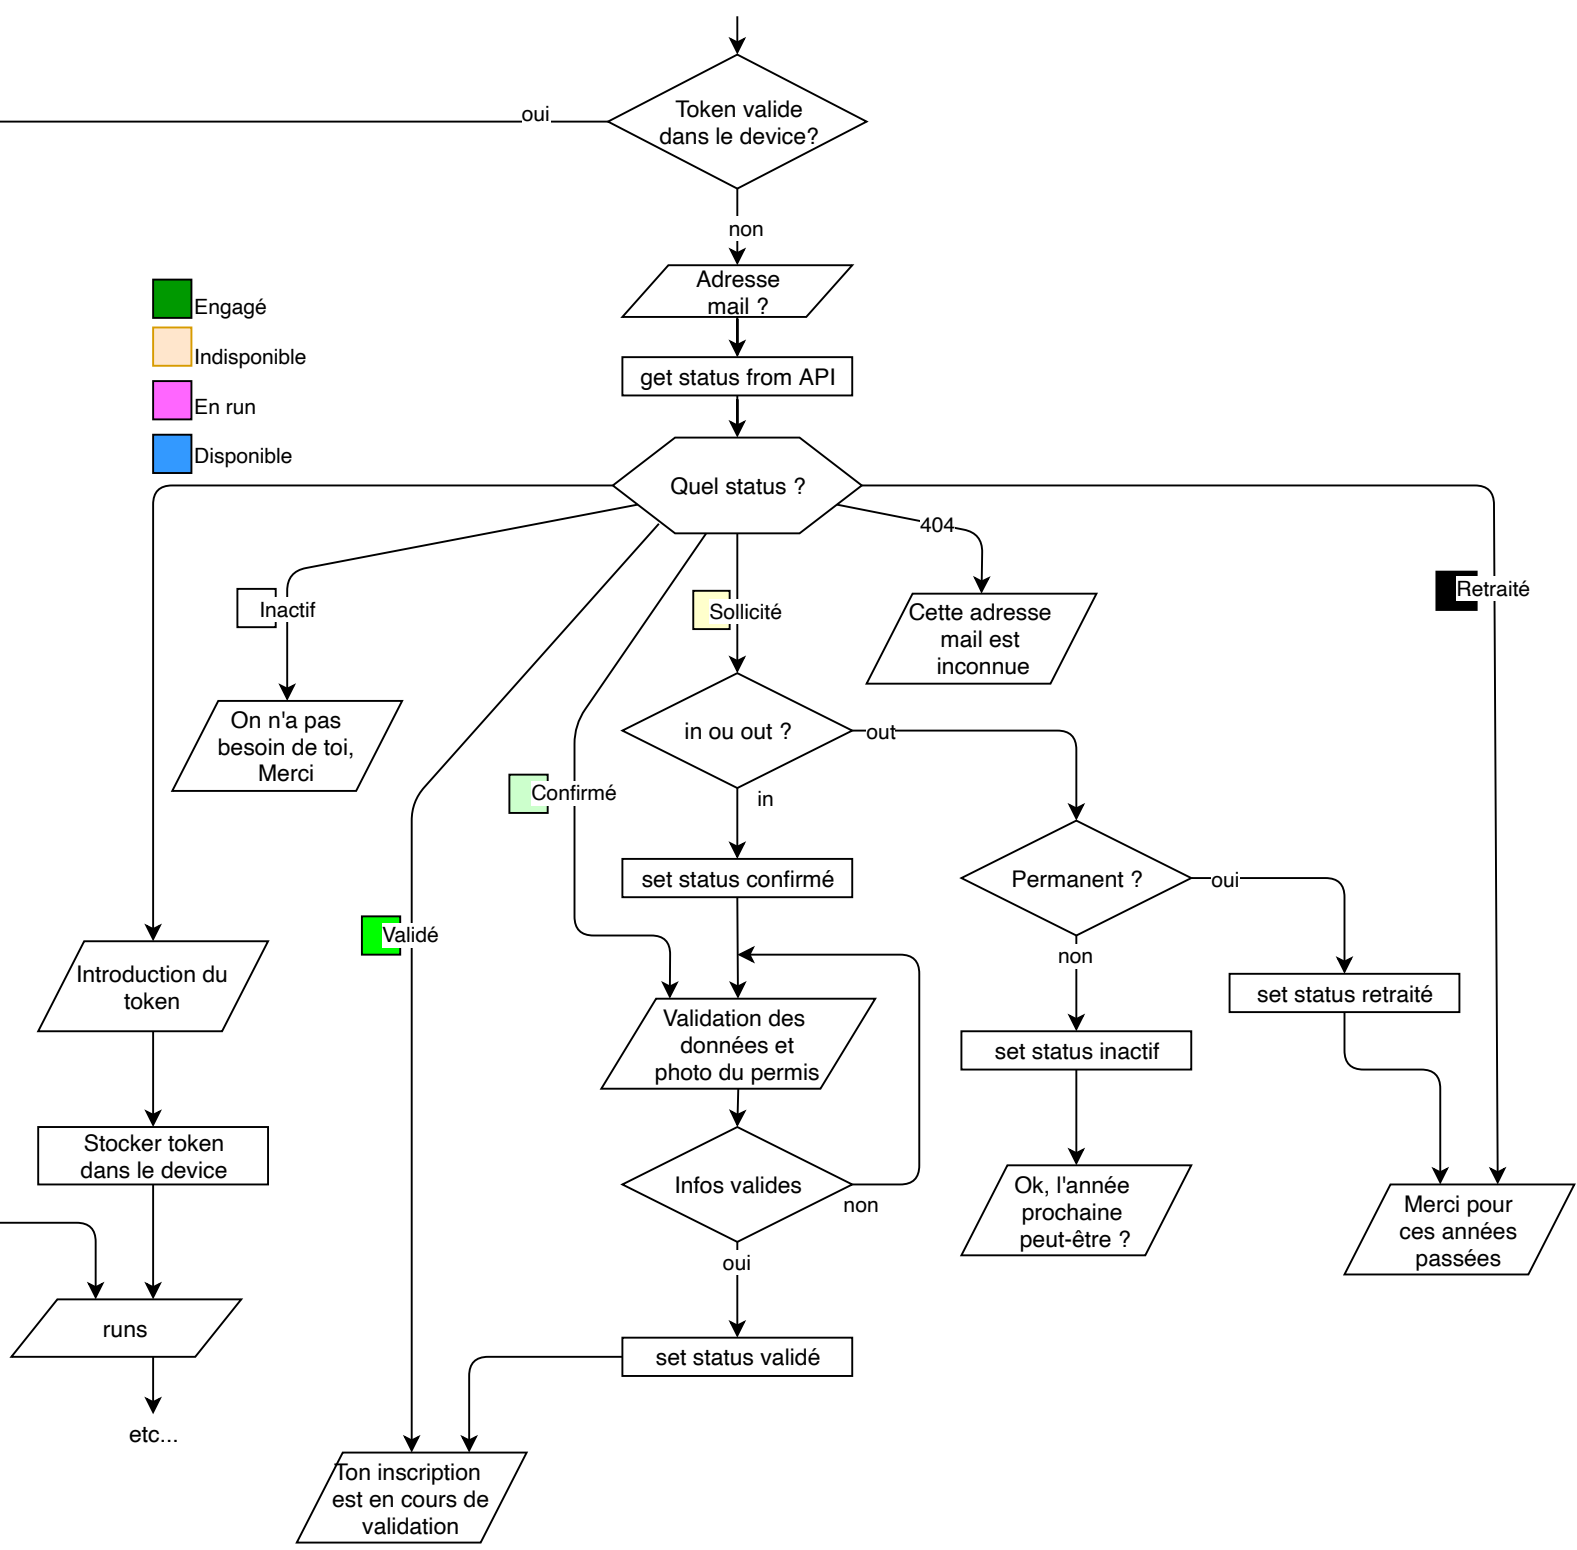 Token valide
dans le device?
oui
non
Adresse
mail ?
get status from API
Engagé
Indisponible
En run
Disponible
Quel status ?
404
Inactif
Sollicité
Cette adresse
mail est
inconnue
Retraité
On n'a pas
besoin de toi,
Merci
in ou out ?
out
in
Confirmé
set status confirmé
Permanent ?
oui
non
Validé
Introduction du
token
set status retraité
Validation des
données et
photo du permis
set status inactif
Stocker token
dans le device
Infos valides
non
oui
Ok, l'année
prochaine
peut-être ?
Merci pour
ces années
passées
runs
set status validé
etc...
Ton inscription
est en cours de
validation